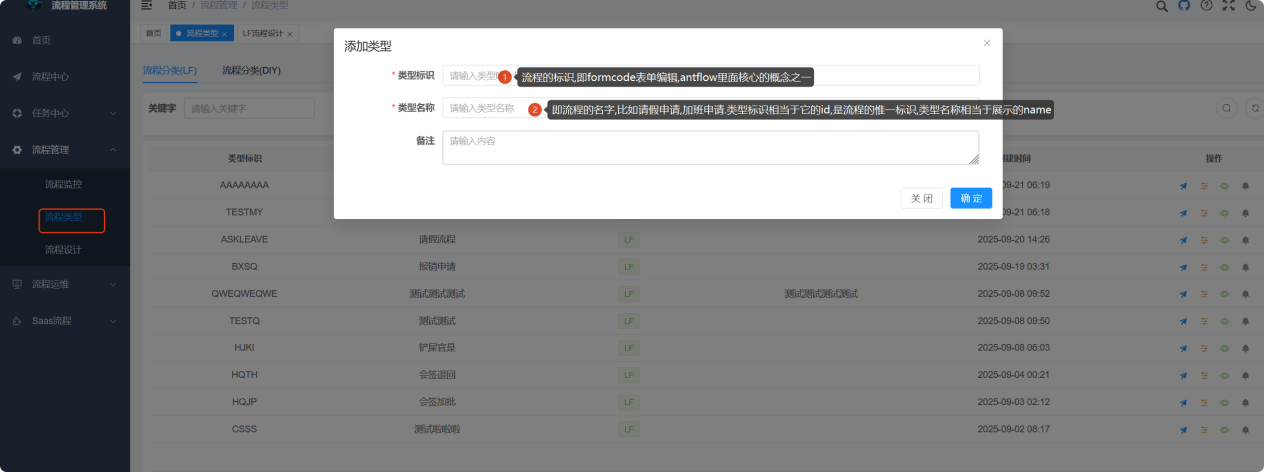 流程管理系统
首页 / 流程管理 / 流程类型
首页
流程类型 ×
LF流程设计 ×
首页
流程中心
任务中心
流程管理
流程监控
流程类型
流程设计
流程运维
Saas流程
流程分类(LF) 流程分类(DIY)
关键字 请输入关键字
添加类型 ×
* 类型标识 请输入类型
1 流程的标识,即formcode表单编辑,antflow里面核心的概念之一
* 类型名称 请输入类型名称
2 即流程的名字,比如请假申请,加班申请.类型标识相当于它的id,是流程的惟一标识,类型名称相当于展示的name
备注 请输入内容
关 闭 确 定
类型标识 建时间 操作
AAAAAAAA 09-21 06:19
TESTMY 09-21 06:18
ASKLEAVE 请假流程 LF 2025-09-20 14:26
BXSQ 报销申请 LF 2025-09-19 03:31
QWEQWEQWE 测试测试测试 LF 测试测试测试测试 2025-09-08 09:52
TESTQ 测试测试 LF 2025-09-08 09:50
HJKI 铲屎官是 LF 2025-09-08 06:03
HQTH 会签退回 LF 2025-09-04 00:21
HQJP 会签加批 LF 2025-09-03 02:12
CSSS 测试啦啦啦 LF 2025-09-02 08:17